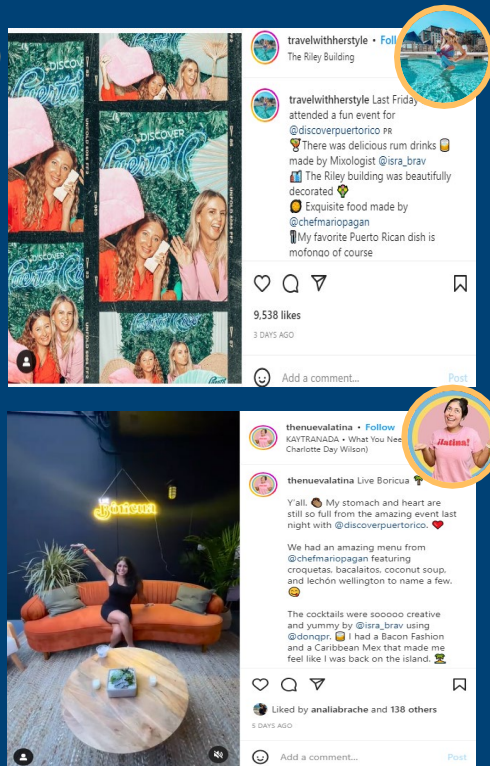 travelwithherstyle • Foll
The Riley Building
travelwithherstyle Last Friday
attended a fun event for
@discoverpuertorico PR
There was delicious rum drinks
made by Mixologist @isra_brav
The Riley building was beautifully
decorated
Exquisite food made by
@chefmariopagan
My favorite Puerto Rican dish is
mofongo of course
9,538 likes
3 DAYS AGO
Add a comment...
Post
DISCOVER
Puerto Rico
thenuevalatina • Follow
KAYTRANADA • What You Nee
Charlotte Day Wilson)
¡latina!
thenuevalatina Live Boricua
Y'all. My stomach and heart are
still so full from the amazing event last
night with @discoverpuertorico.
We had an amazing menu from
@chefmariopagan featuring
croquetas, bacalaitos, coconut soup,
and lechón wellington to name a few.
The cocktails were sooooo creative
and yummy by @isra_brav using
@donqpr. I had a Bacon Fashion
and a Caribbean Mex that made me
feel like I was back on the island.
Liked by analiabrache and 138 others
5 DAYS AGO
Add a comment...
Post
Boricua